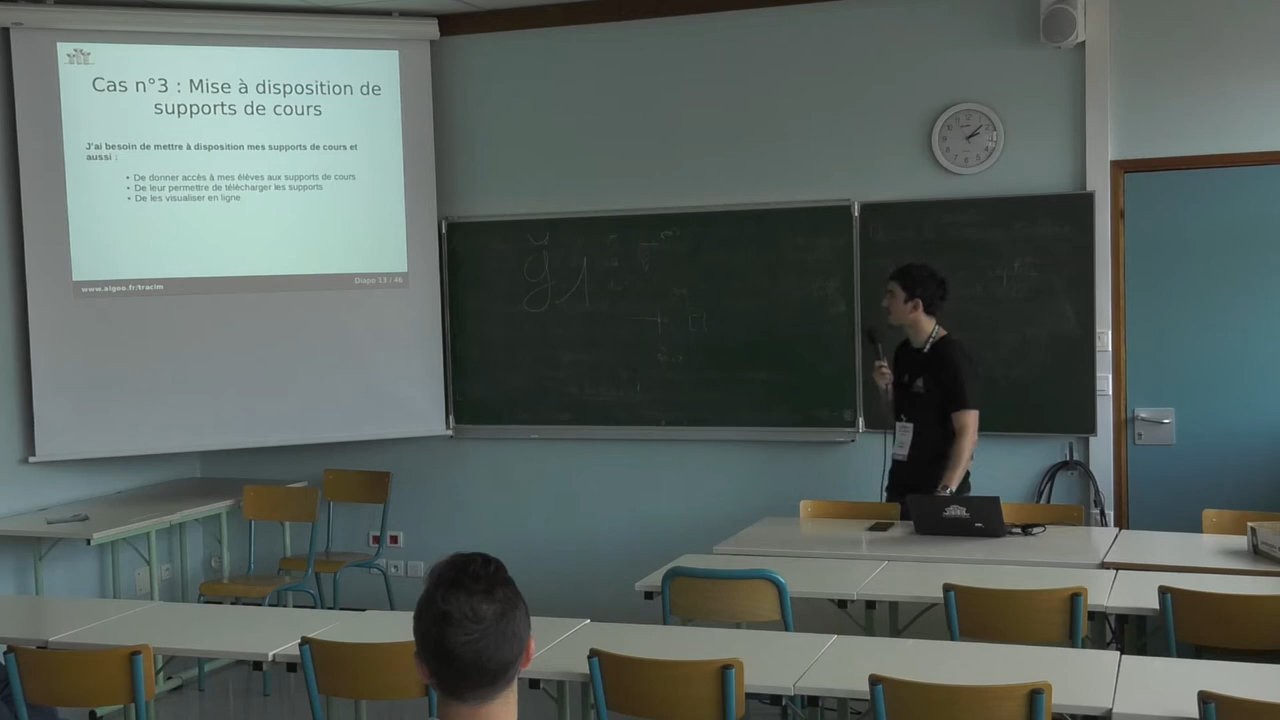 Cas n°3 : Mise à disposition de
supports de cours
J'ai besoin de mettre à disposition mes supports de cours et
aussi :
• De donner accès à mes élèves aux supports de cours
• De leur permettre de télécharger les supports
• De les visualiser en ligne
www.algoo.fr/tracim
Diapo 13 / 46